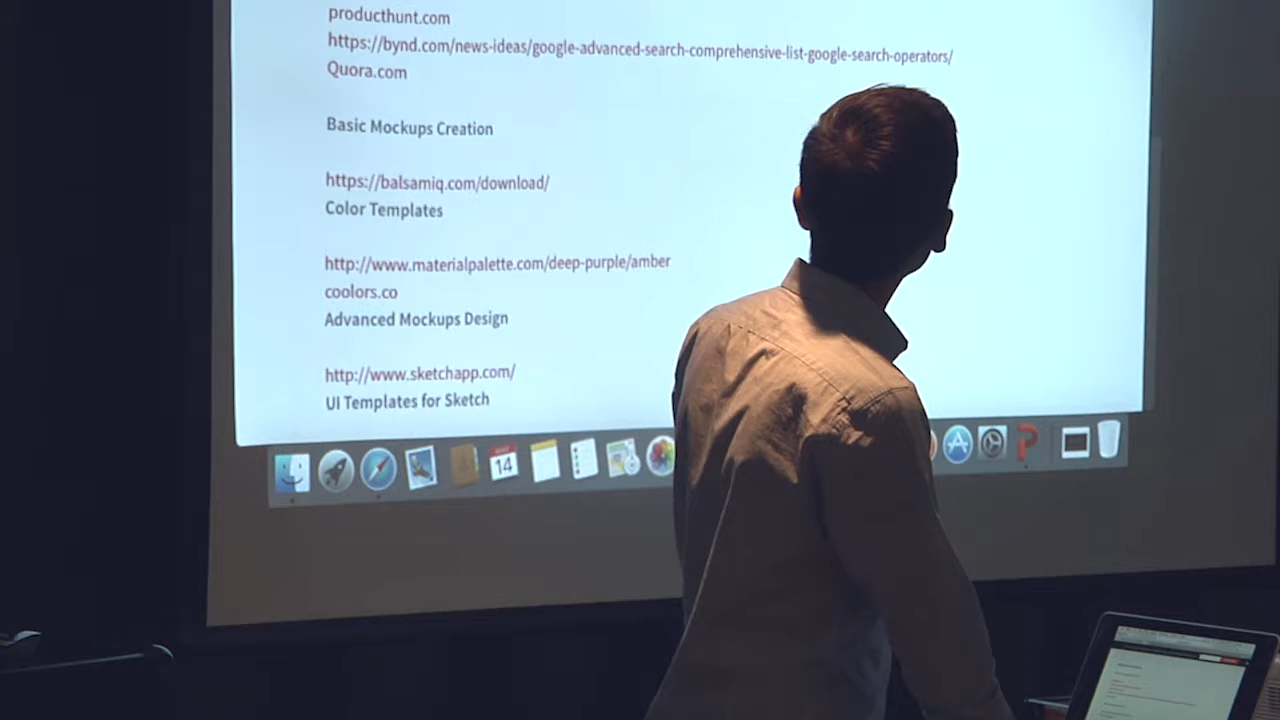 producthunt.com
https://bynd.com/news-ideas/google-advanced-search-comprehensive-list-google-search-operators/
Quora.com
Basic Mockups Creation
https://balsamiq.com/download/
Color Templates
http://www.materialpalette.com/deep-purple/amber
coolors.co
Advanced Mockups Design
http://www.sketchapp.com/
UI Templates for Sketch
14